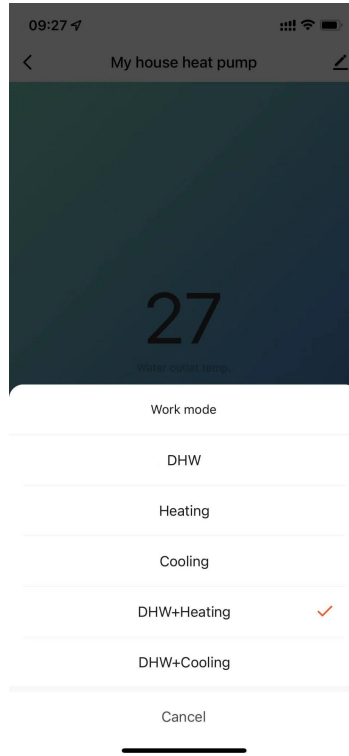 09:27
My house heat pump
27
Water outlet temp.
Work mode
DHW
Heating
Cooling
DHW+Heating
DHW+Cooling
Cancel